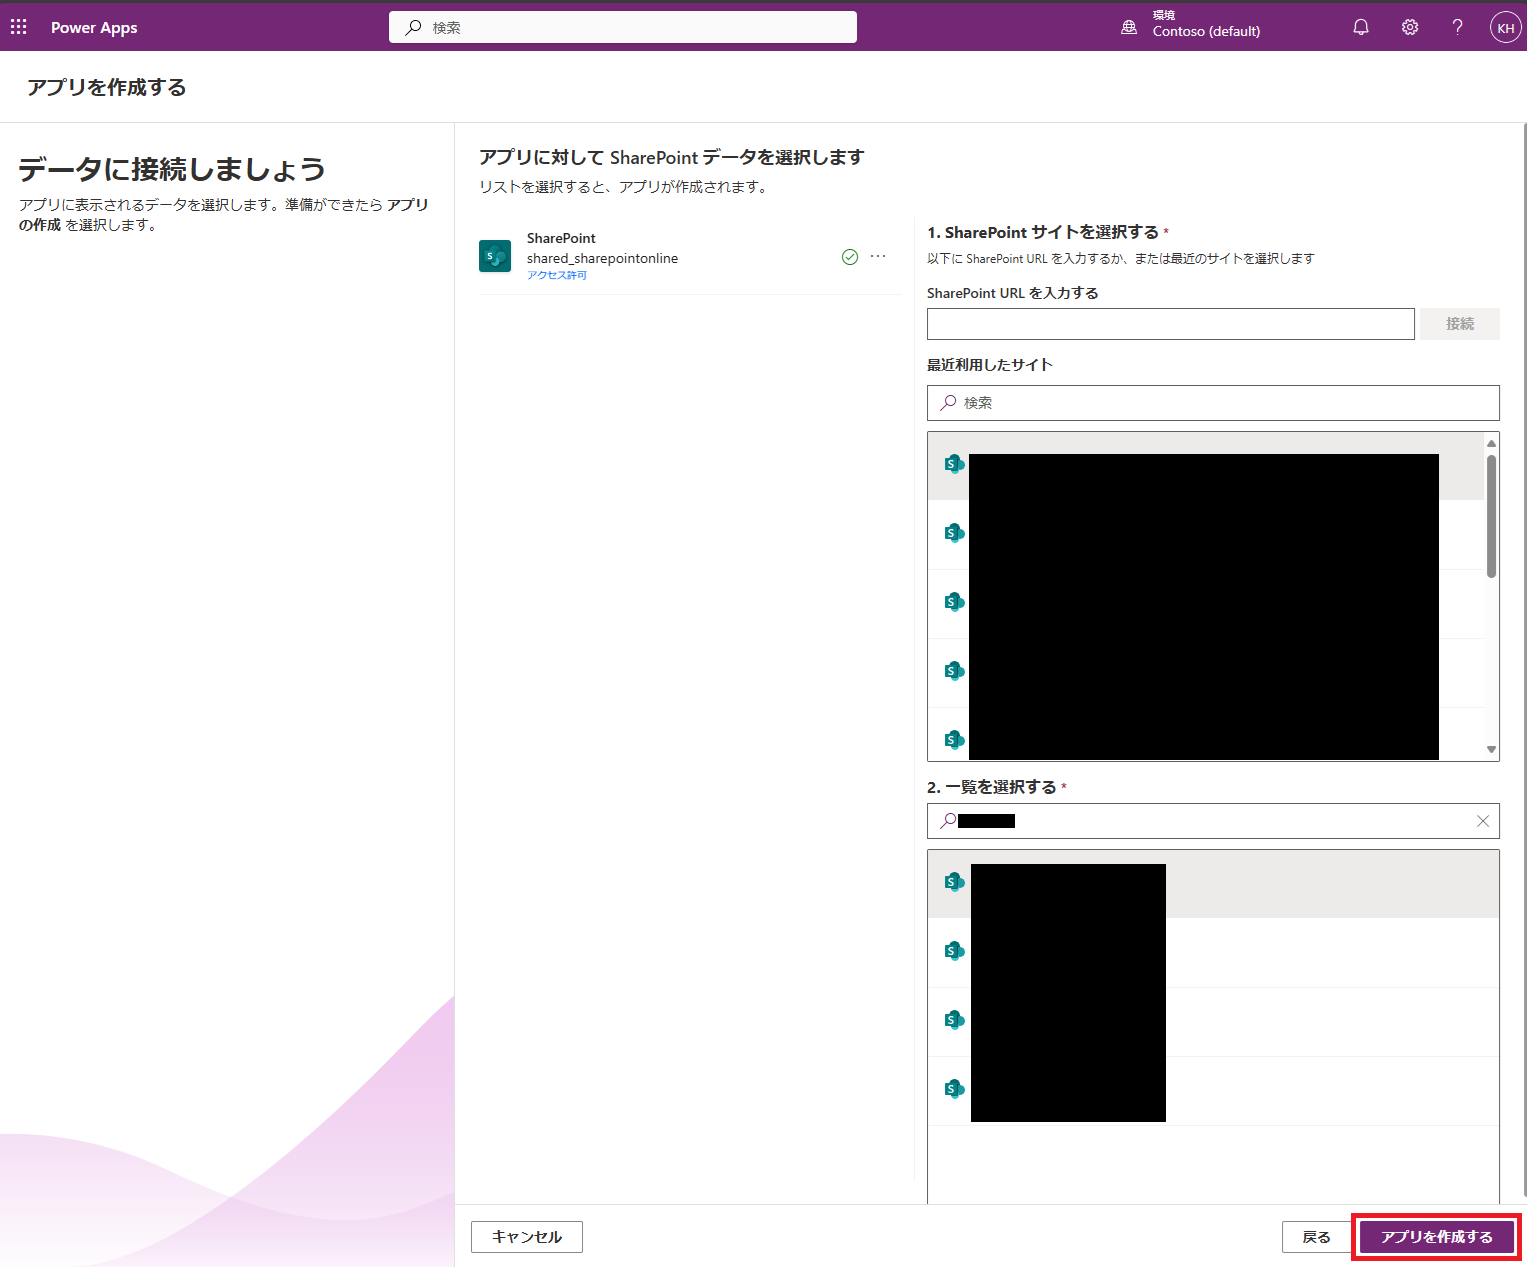 Power Apps
検索
環境
Contoso (default)
KH
アプリを作成する
データに接続しましょう
アプリに表示されるデータを選択します。準備ができたら アプリ
の作成 を選択します。
アプリに対して SharePoint データを選択します
リストを選択すると、アプリが作成されます。
SharePoint
shared_sharepointonline
アクセス許可
1. SharePoint サイトを選択する *
以下に SharePoint URL を入力するか、または最近のサイトを選択します
SharePoint URL を入力する
接続
最近利用したサイト
検索
2. 一覧を選択する *
キャンセル
戻る
アプリを作成する